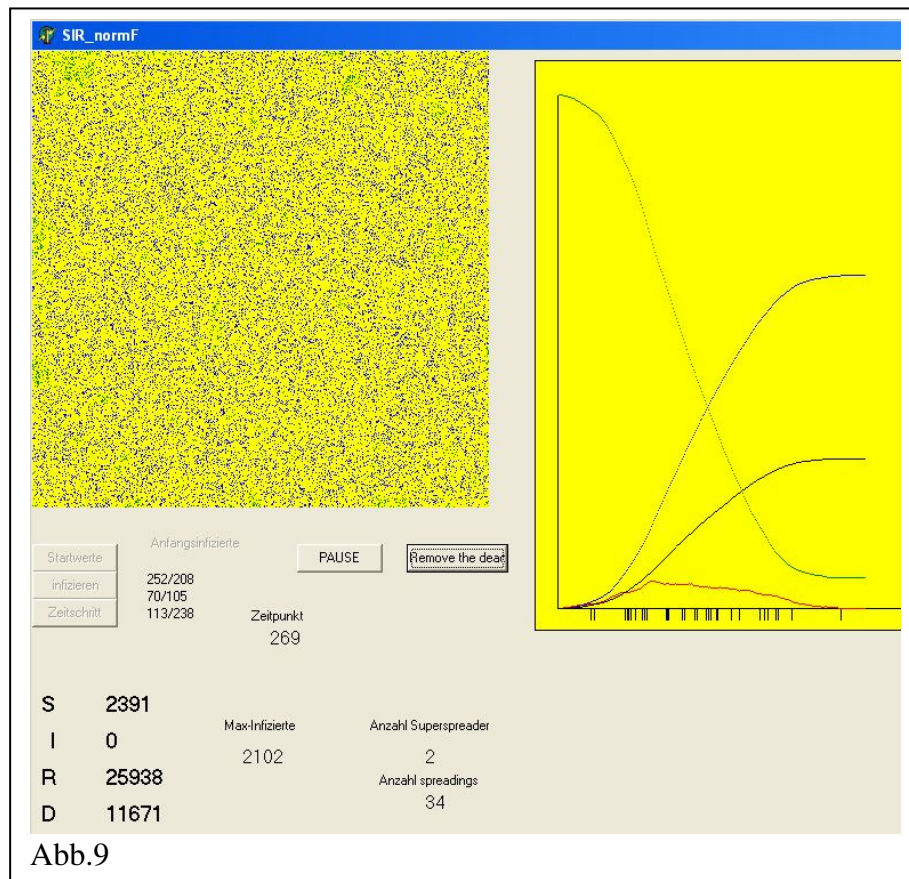 SIR_normF
Startwerte
infizieren
Zeitschritt
Anfangsinfizierte
252/208
70/105
113/238
PAUSE
Remove the dead
Zeitpunkt
269
S 2391
I 0
R 25938
D 11671
Max-Infizierte
2102
Anzahl Superspreader
2
Anzahl spreadings
34
Abb.9